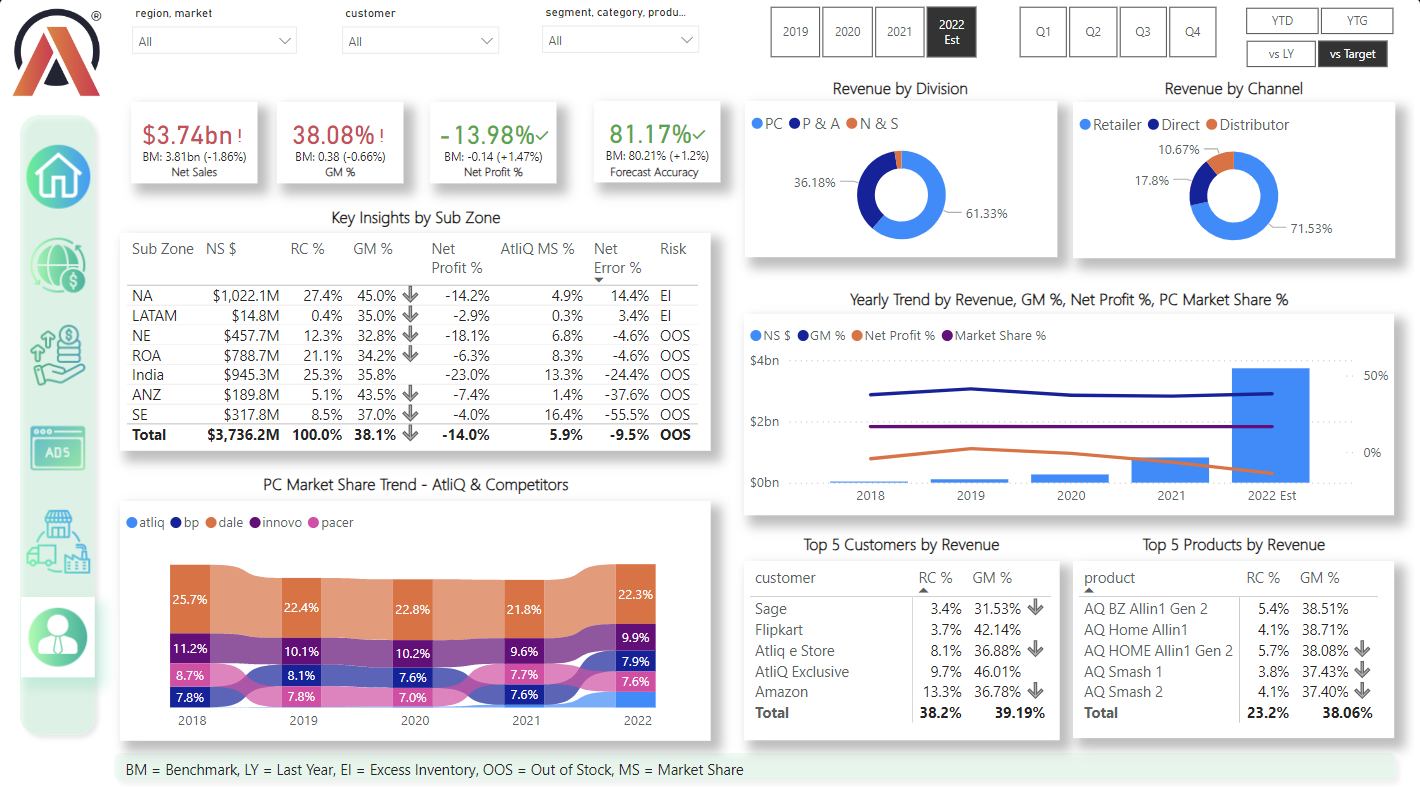 region, market
All
customer
All
segment, category, produ...
All
2019
2020
2021
2022
Est
Q1
Q2
Q3
Q4
YTD
YTG
vs LY
vs Target
®
$3.74bn !
BM: 3.81bn (-1.86%)
Net Sales
38.08% !
BM: 0.38 (-0.66%)
GM %
-13.98%✓
BM: -0.14 (+1.47%)
Net Profit %
81.17%✓
BM: 80.21% (+1.2%)
Forecast Accuracy
Revenue by Division
PC P & A N & S
36.18%
61.33%
Revenue by Channel
Retailer Direct Distributor
10.67%
17.8%
71.53%
ADS
Key Insights by Sub Zone
Sub Zone NS $ RC % GM % Net Profit % AtliQ MS % Net Error % Risk
NA $1,022.1M 27.4% 45.0% -14.2% 4.9% 14.4% EI
LATAM $14.8M 0.4% 35.0% -2.9% 0.3% 3.4% EI
NE $457.7M 12.3% 32.8% -18.1% 6.8% -4.6% OOS
ROA $788.7M 21.1% 34.2% -6.3% 8.3% -4.6% OOS
India $945.3M 25.3% 35.8% -23.0% 13.3% -24.4% OOS
ANZ $189.8M 5.1% 43.5% -7.4% 1.4% -37.6% OOS
SE $317.8M 8.5% 37.0% -4.0% 16.4% -55.5% OOS
Total $3,736.2M 100.0% 38.1% -14.0% 5.9% -9.5% OOS
Yearly Trend by Revenue, GM %, Net Profit %, PC Market Share %
NS $ GM % Net Profit % Market Share %
$4bn
50%
$2bn
0%
$0bn
2018 2019 2020 2021 2022 Est
PC Market Share Trend - AtliQ & Competitors
atliq bp dale innovo pacer
25.7% 22.4% 22.8% 21.8% 22.3%
11.2% 10.1% 10.2% 9.6% 9.9%
8.7% 8.1% 7.6% 7.7% 7.9%
7.8% 7.8% 7.0% 7.6% 7.6%
2018 2019 2020 2021 2022
Top 5 Customers by Revenue
customer RC % GM %
Sage 3.4% 31.53%
Flipkart 3.7% 42.14%
Atliq e Store 8.1% 36.88%
AtliQ Exclusive 9.7% 46.01%
Amazon 13.3% 36.78%
Total 38.2% 39.19%
Top 5 Products by Revenue
product RC % GM %
AQ BZ Allin1 Gen 2 5.4% 38.51%
AQ Home Allin1 4.1% 38.71%
AQ HOME Allin1 Gen 2 5.7% 38.08%
AQ Smash 1 3.8% 37.43%
AQ Smash 2 4.1% 37.40%
Total 23.2% 38.06%
BM = Benchmark, LY = Last Year, EI = Excess Inventory, OOS = Out of Stock, MS = Market Share